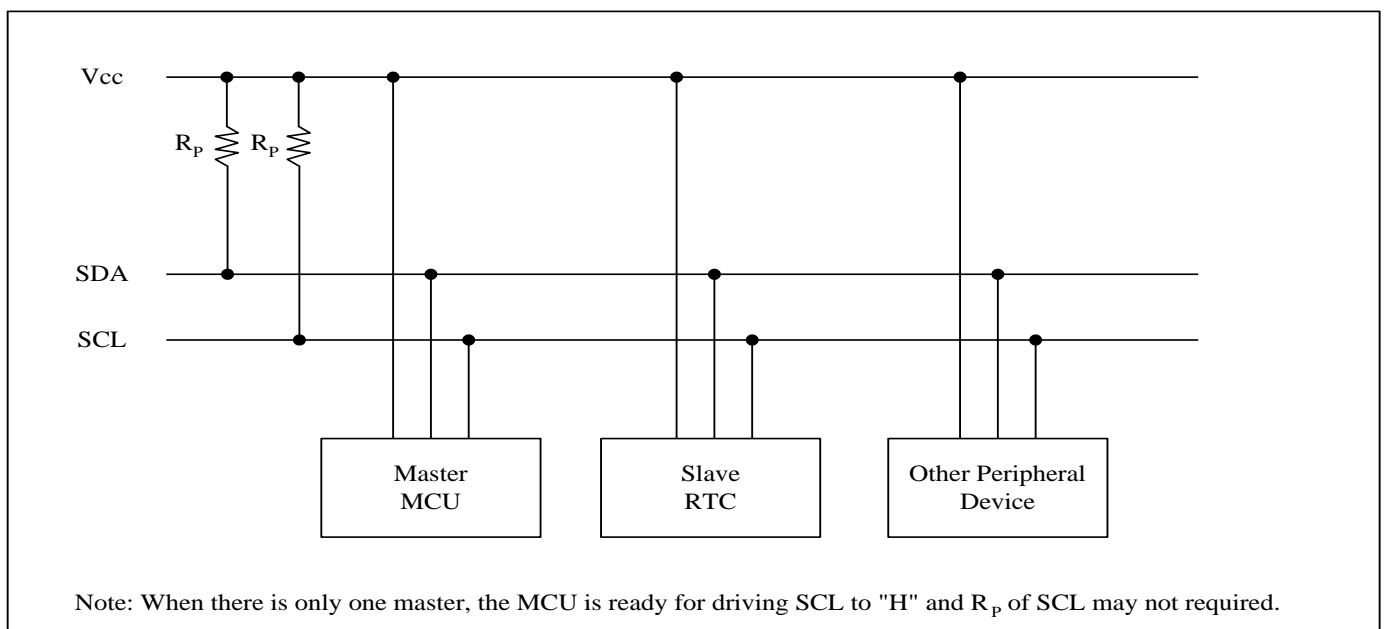 Vcc
R_P R_P
SDA
SCL
Master
MCU
Slave
RTC
Other Peripheral
Device
Note: When there is only one master, the MCU is ready for driving SCL to "H" and R_P of SCL may not required.